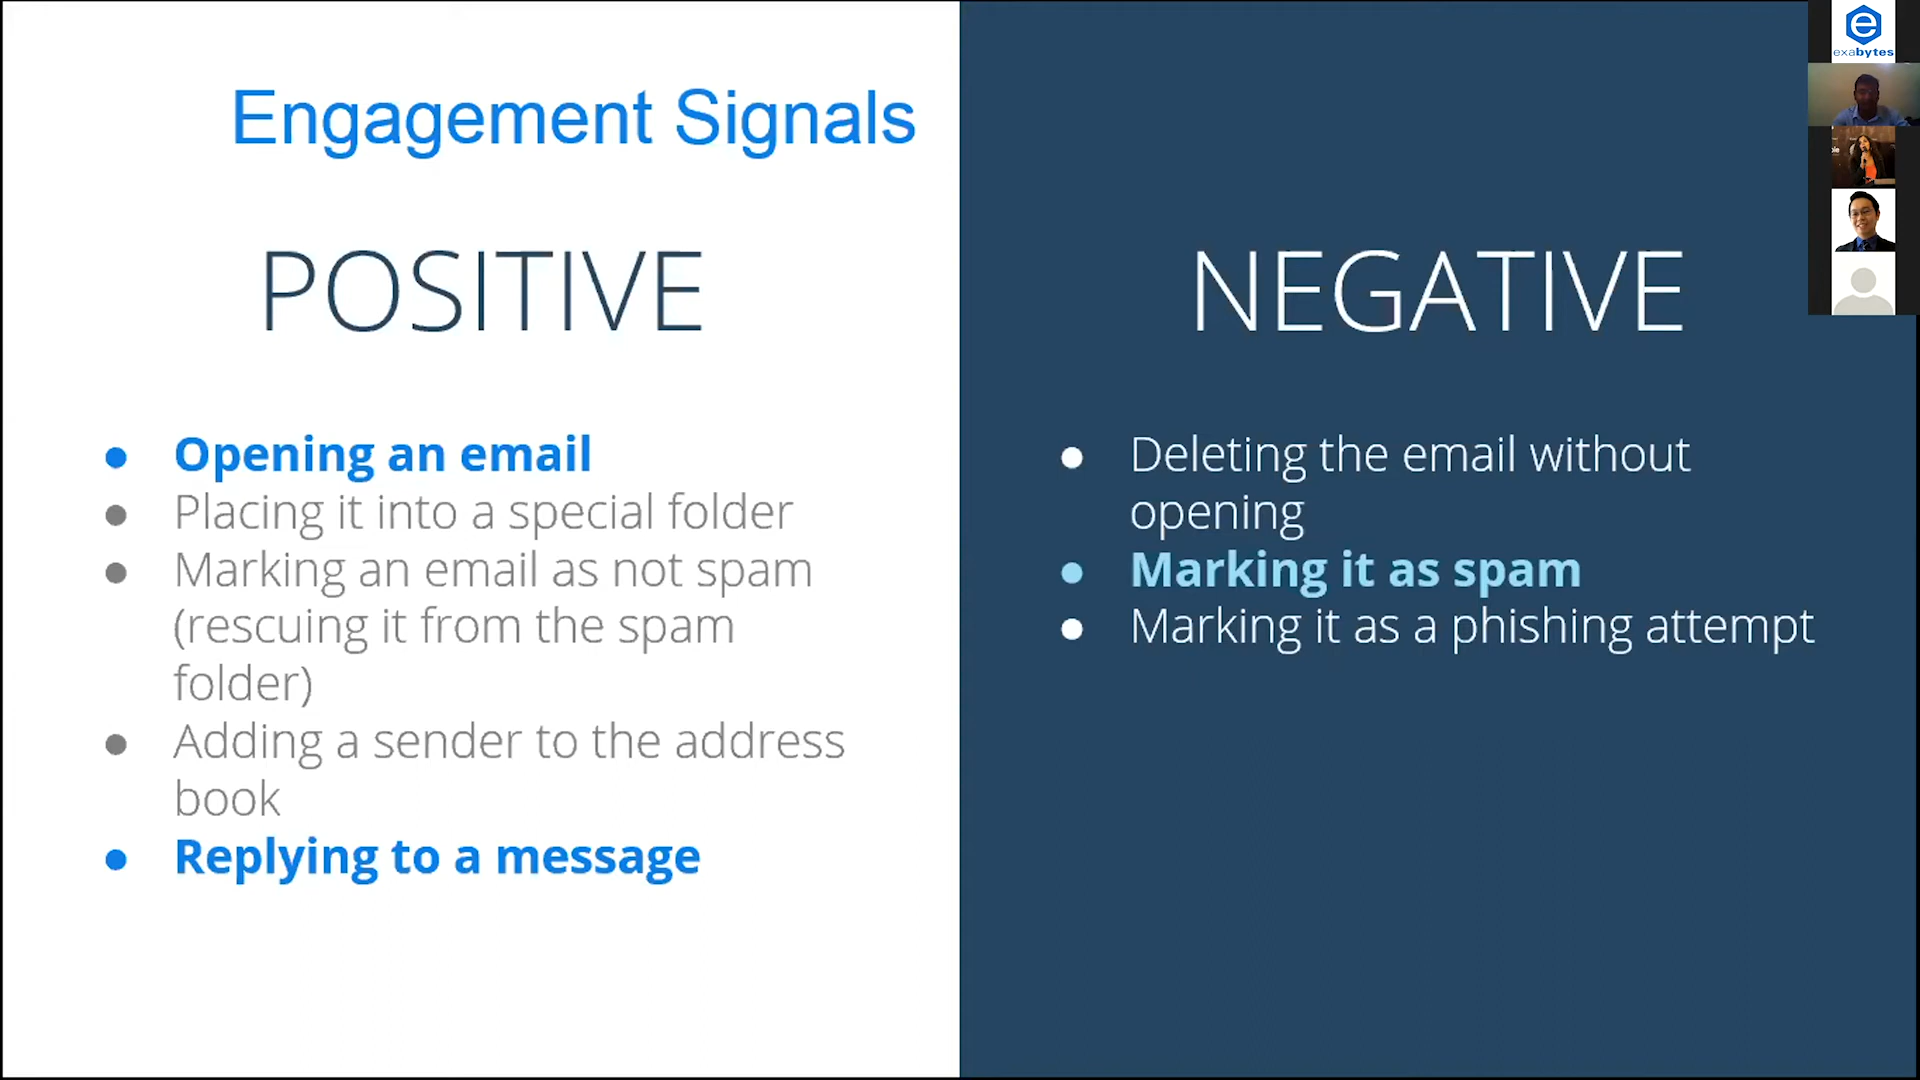 Engagement Signals
POSITIVE
Opening an email
Placing it into a special folder
Marking an email as not spam
(rescuing it from the spam
folder)
Adding a sender to the address
book
Replying to a message
NEGATIVE
Deleting the email without
opening
Marking it as spam
Marking it as a phishing attempt
exabytes